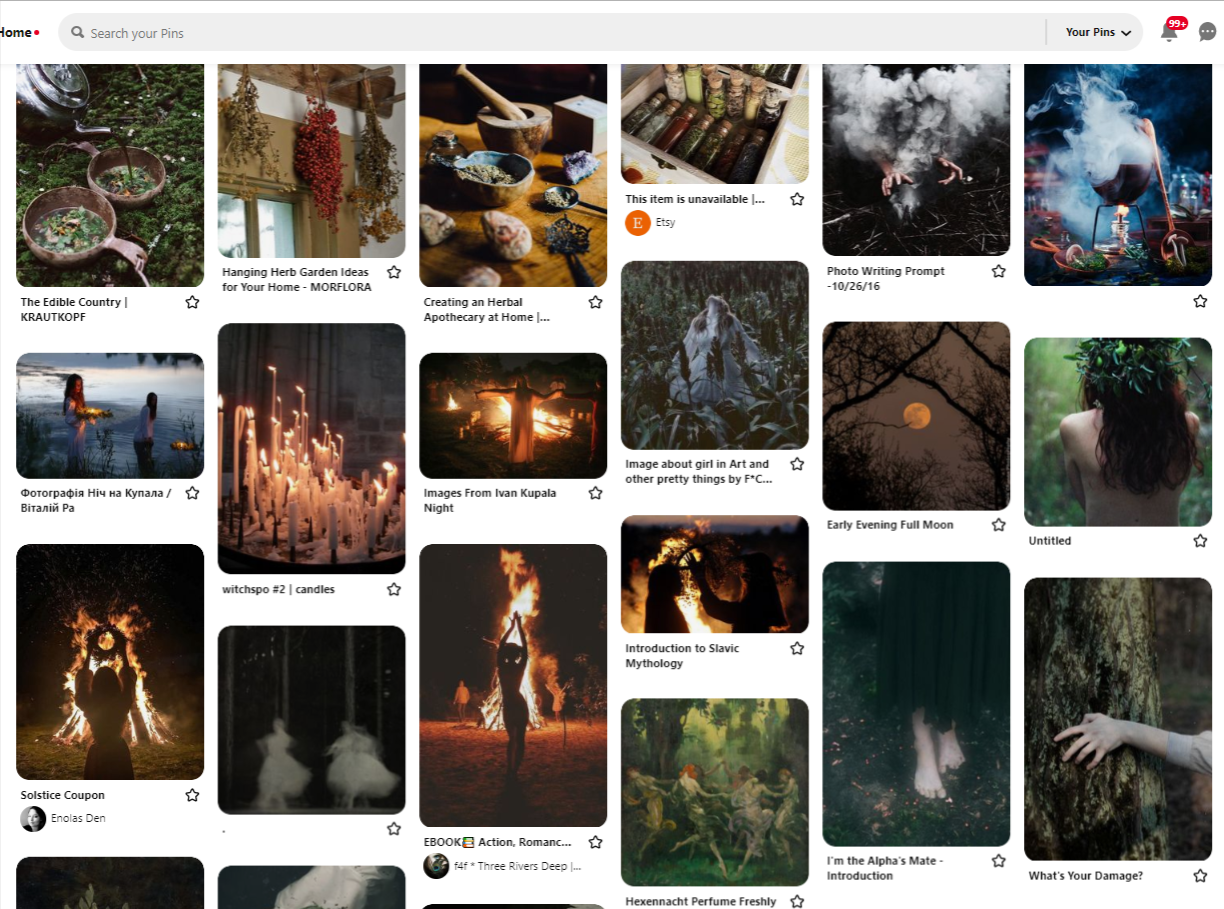 Home
Search your Pins
Your Pins
99+
The Edible Country |
KRAUTKOPF
Фотографія Ніч на Купала /
Віталій Ра
Solstice Coupon
Enolas Den
Hanging Herb Garden Ideas
for Your Home - MORFLORA
witchspo #2 | candles
.
Creating an Herbal
Apothecary at Home |...
Images From Ivan Kupala
Night
EBOOK📚 Action, Romanc...
f4f * Three Rivers Deep |...
This item is unavailable |...
E
Etsy
Image about girl in Art and
other pretty things by F*C...
Introduction to Slavic
Mythology
Hexennacht Perfume Freshly
Photo Writing Prompt
-10/26/16
Early Evening Full Moon
I'm the Alpha's Mate -
Introduction
Untitled
What's Your Damage?